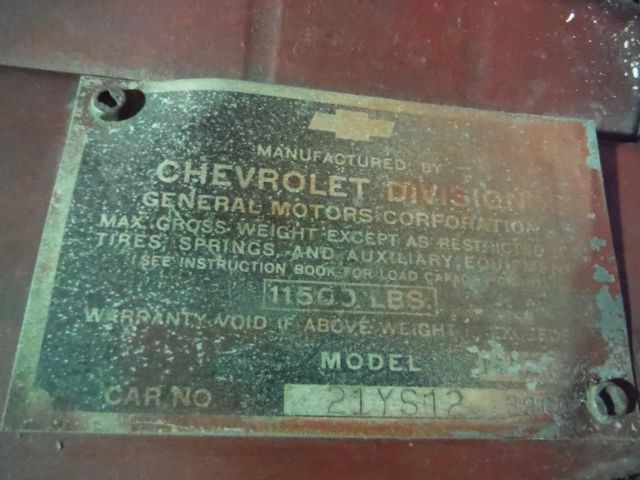 MANUFACTURED BY
CHEVROLET DIVISION
GENERAL MOTORS CORPORATION
MAX. GROSS WEIGHT EXCEPT AS RESTRICTED
TIRES, SPRINGS, AND AUXILIARY
(SEE INSTRUCTION BOOK FOR LOAD
11500 LBS.
WARRANTY VOID IF ABOVE WEIGHT
MODEL
CAR NO. 21YS12